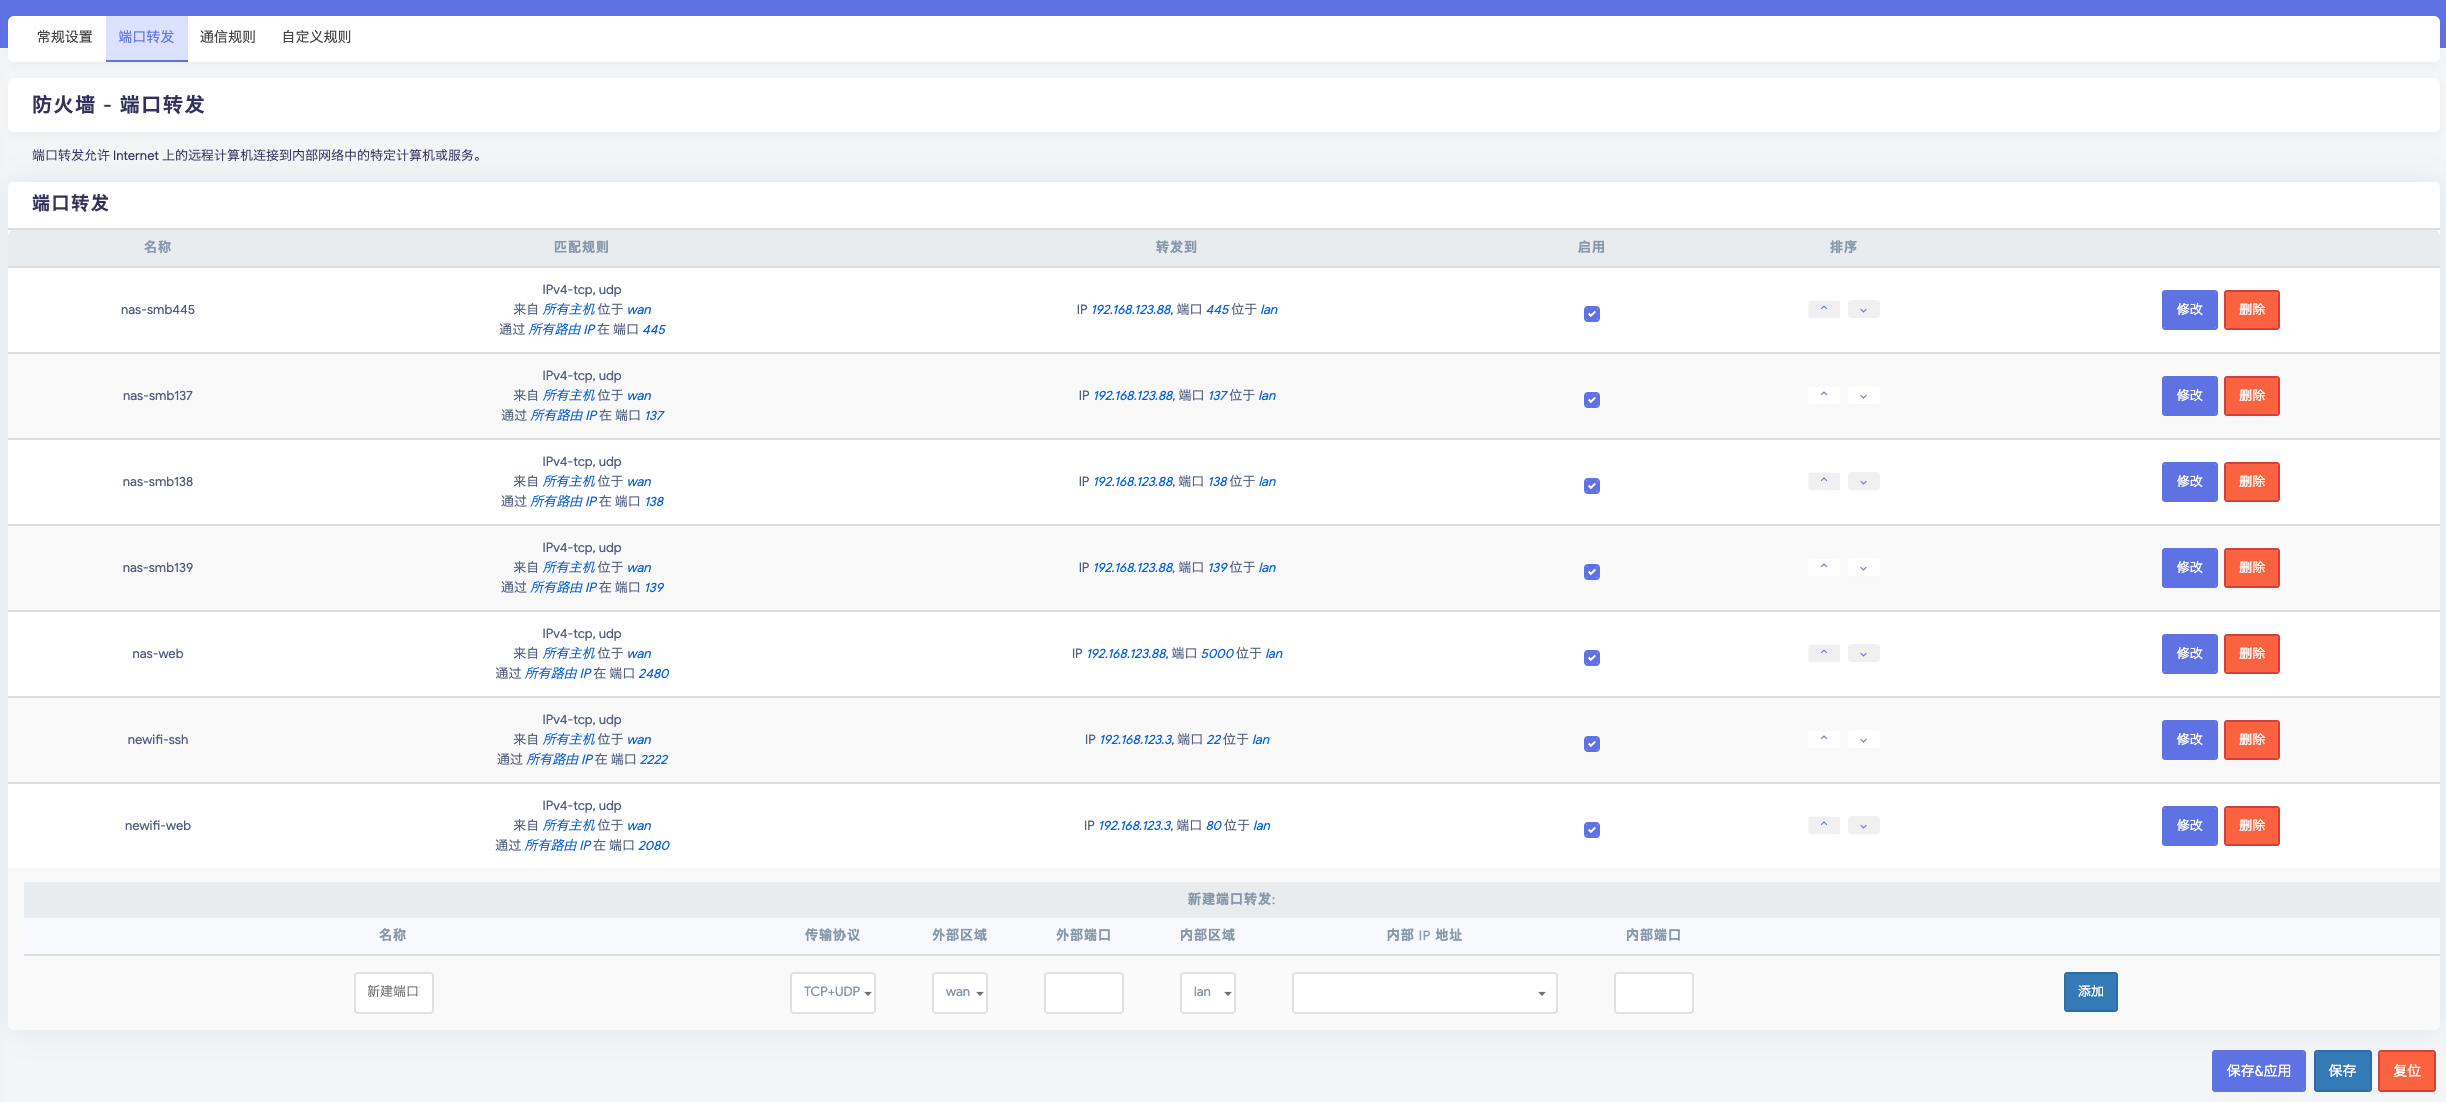 常规设置 端口转发 通信规则 自定义规则
防火墙 - 端口转发
端口转发允许 Internet 上的远程计算机连接到内部网络中的特定计算机或服务。
端口转发
名称 匹配规则 转发到 启用 排序
IPv4-tcp, udp
nas-smb445 来自 所有主机 位于 wan IP 192.168.123.88, 端口 445 位于 lan 修改 删除
通过 所有路由 IP 在 端口 445
IPv4-tcp, udp
nas-smb137 来自 所有主机 位于 wan IP 192.168.123.88, 端口 137 位于 lan 修改 删除
通过 所有路由 IP 在 端口 137
IPv4-tcp, udp
nas-smb138 来自 所有主机 位于 wan IP 192.168.123.88, 端口 138 位于 lan 修改 删除
通过 所有路由 IP 在 端口 138
IPv4-tcp, udp
nas-smb139 来自 所有主机 位于 wan IP 192.168.123.88, 端口 139 位于 lan 修改 删除
通过 所有路由 IP 在 端口 139
IPv4-tcp, udp
nas-web 来自 所有主机 位于 wan IP 192.168.123.88, 端口 5000 位于 lan 修改 删除
通过 所有路由 IP 在 端口 2480
IPv4-tcp, udp
newifi-ssh 来自 所有主机 位于 wan IP 192.168.123.3, 端口 22 位于 lan 修改 删除
通过 所有路由 IP 在 端口 2222
IPv4-tcp, udp
newifi-web 来自 所有主机 位于 wan IP 192.168.123.3, 端口 80 位于 lan 修改 删除
通过 所有路由 IP 在 端口 2080
新建端口转发:
名称 传输协议 外部区域 外部端口 内部区域 内部 IP 地址 内部端口
新建端口 TCP+UDP wan lan 添加
保存&应用 保存 复位